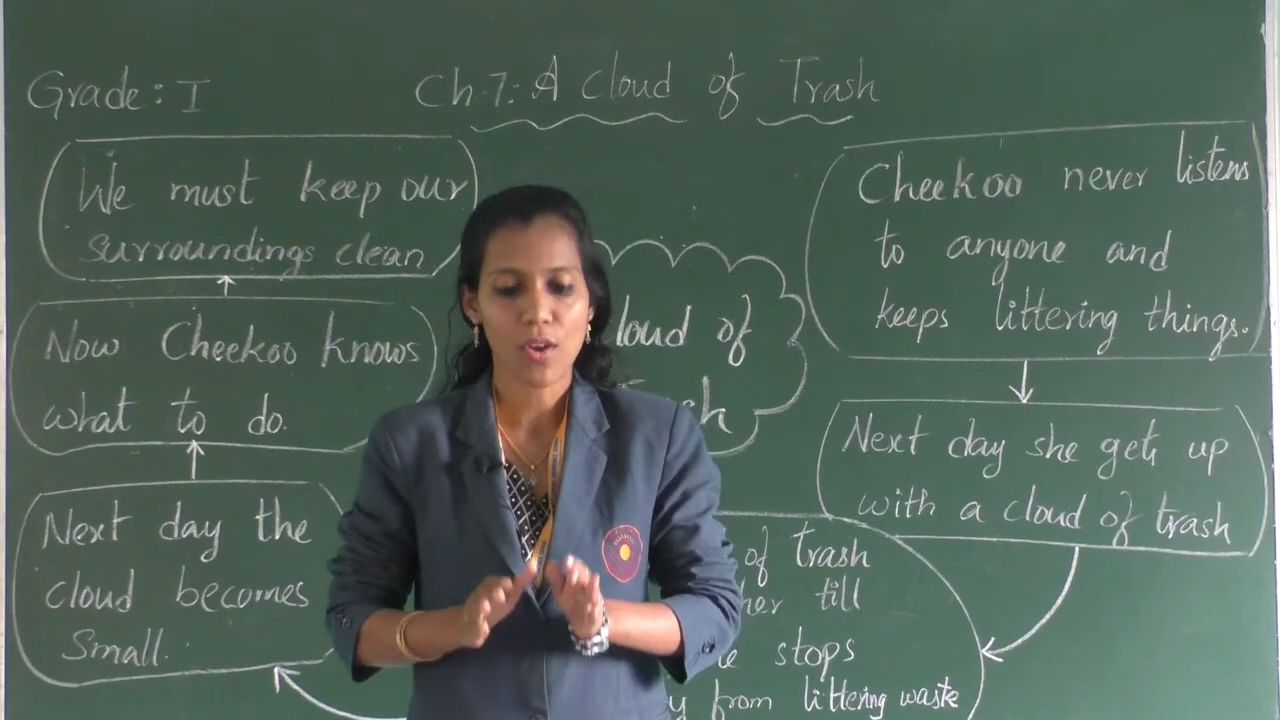 Grade: I
Ch.7: A Cloud of Trash
We must keep our
surroundings clean
Now Cheekoo knows
what to do.
Next day the
cloud becomes
Small.
loud of
sh
Cheekoo never listens
to anyone and
keeps littering things.
Next day she gets up
with a cloud of trash
of trash
her till
stops
from littering waste